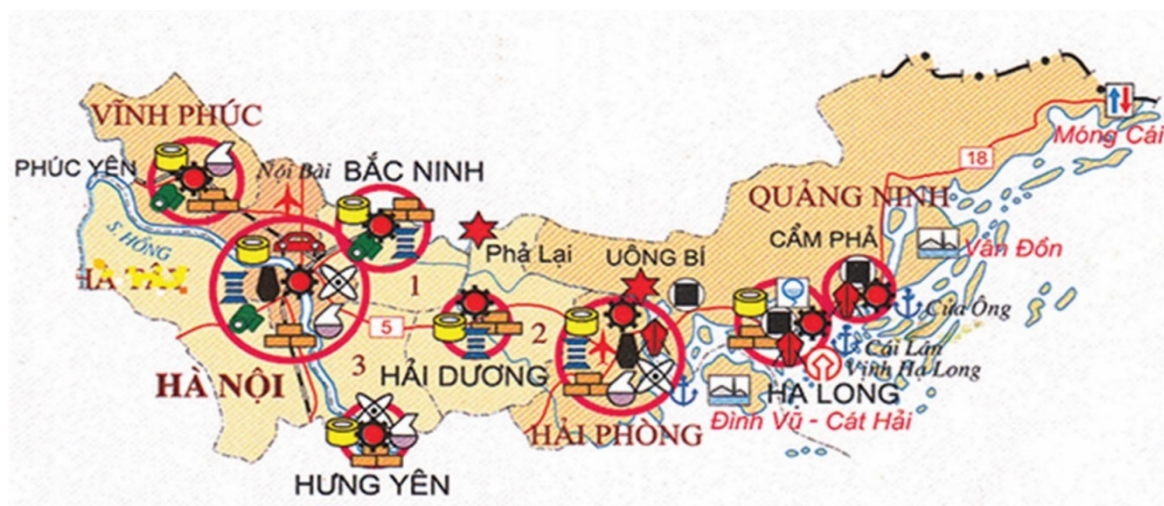 VĨNH PHÚC
PHÚC YÊN
Nội Bài
BẮC NINH
S. HỒNG
Phả Lại
UÔNG BÍ
QUẢNG NINH
CẨM PHẢ
18
Móng Cái
Vân Đồn
Cửa Ông
Cái Lân
Vịnh Hạ Long
HẠ LONG
Đình Vũ - Cát Hải
HẢI PHÒNG
1
5
2
3
HẢI DƯƠNG
HÀ NỘI
HƯNG YÊN